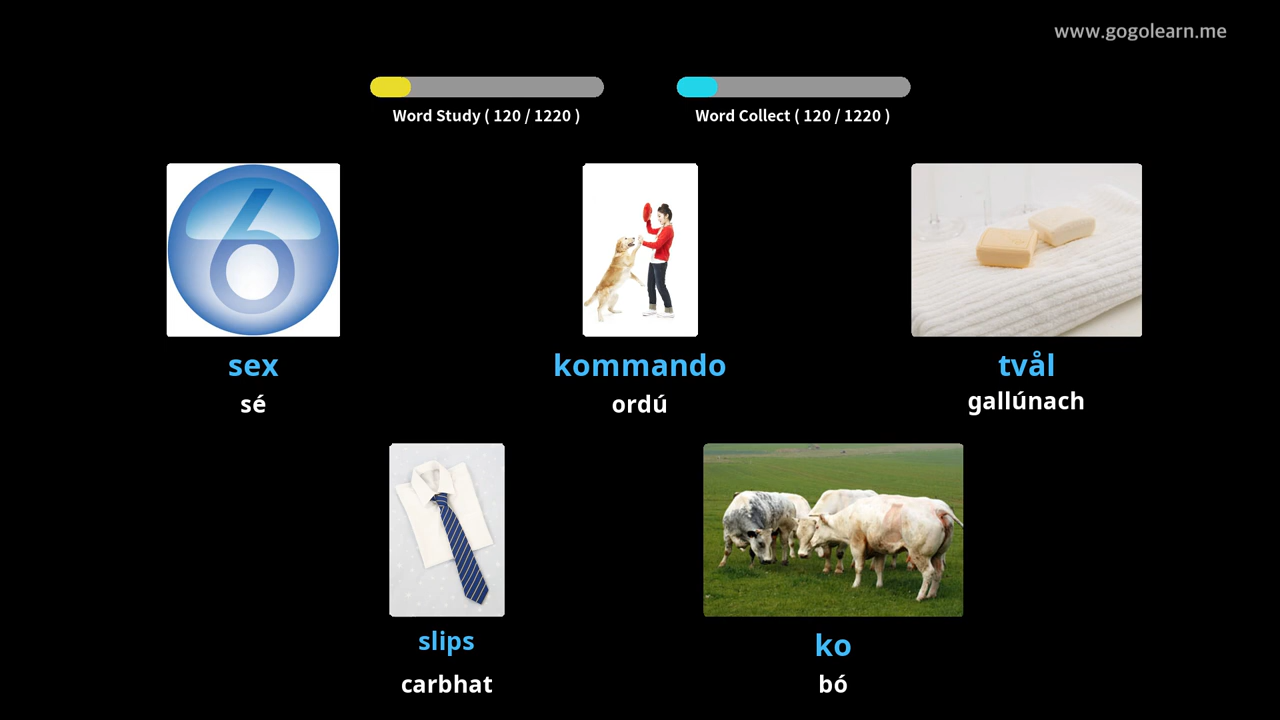 www.gogolearn.me
Word Study ( 120 / 1220 )
Word Collect ( 120 / 1220 )
6
sex
sé
kommando
ordú
tvål
gallúnach
slips
carbhat
ko
bó